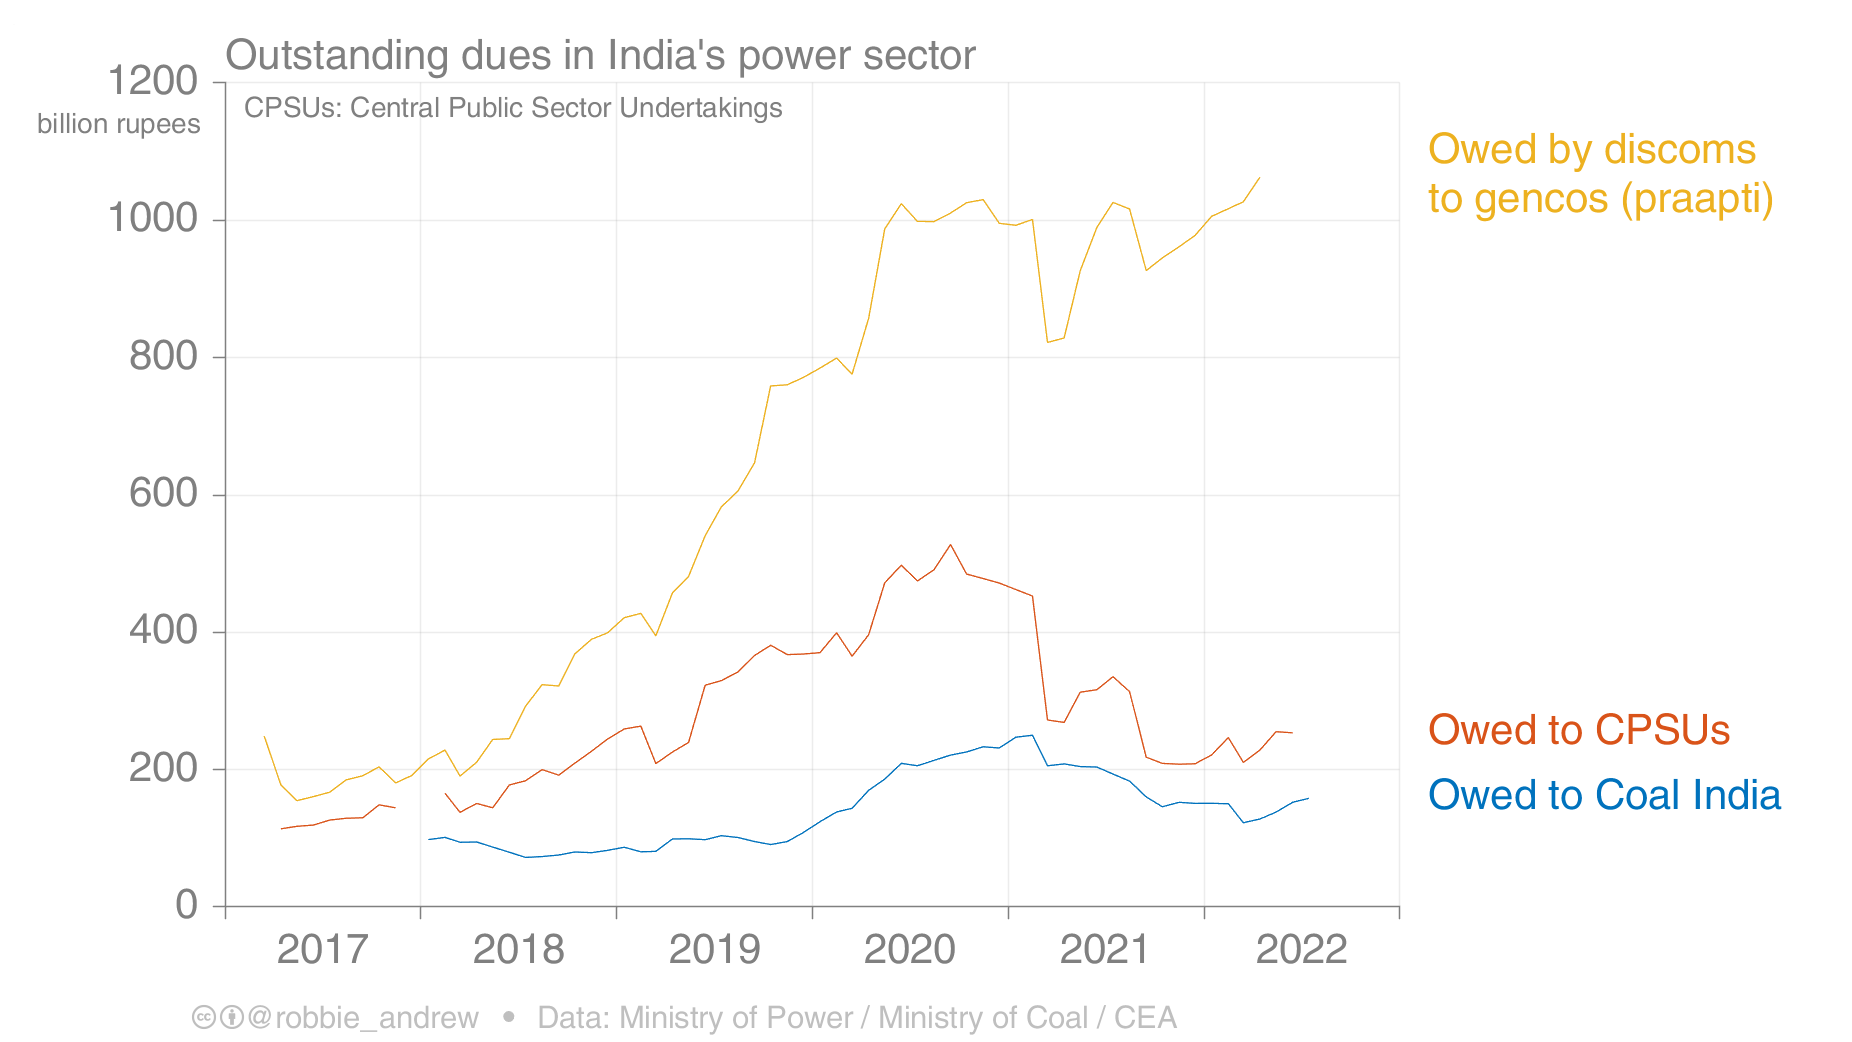 Outstanding dues in India's power sector
1200
billion rupees
CPSUs: Central Public Sector Undertakings
1000
800
600
400
200
0
Owed by discoms
to gencos (praapti)
Owed to CPSUs
Owed to Coal India
2017 2018 2019 2020 2021 2022
cc @robbie_andrew • Data: Ministry of Power / Ministry of Coal / CEA